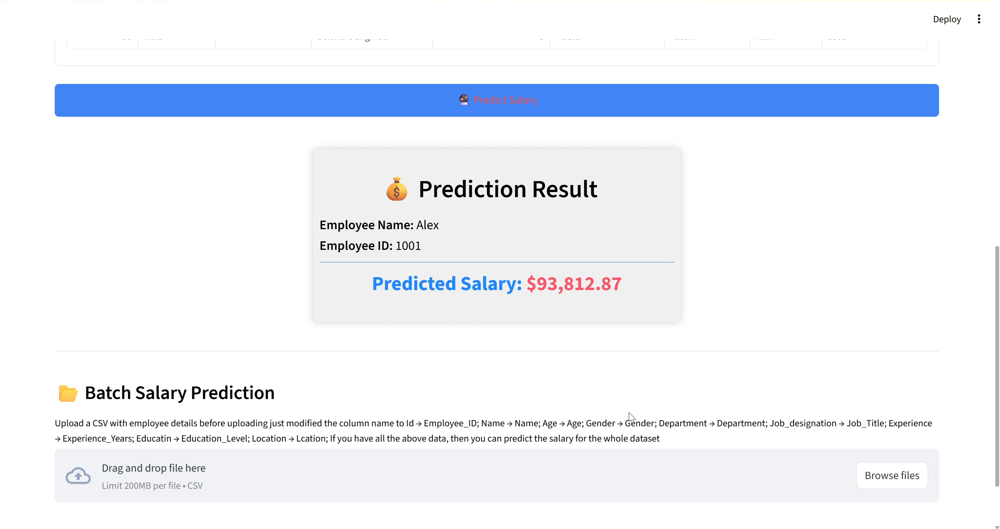 Deploy
Software Engineer
Predict Salary
Prediction Result
Employee Name: Alex
Employee ID: 1001
Predicted Salary: $93,812.87
Batch Salary Prediction
Upload a CSV with employee details before uploading just modified the column name to Id → Employee_ID; Name → Name; Age → Age; Gender → Gender; Department → Department; Job_designation → Job_Title; Experience
→ Experience_Years; Educatin → Education_Level; Location → Lcation; If you have all the above data, then you can predict the salary for the whole dataset
Drag and drop file here
Limit 200MB per file • CSV
Browse files